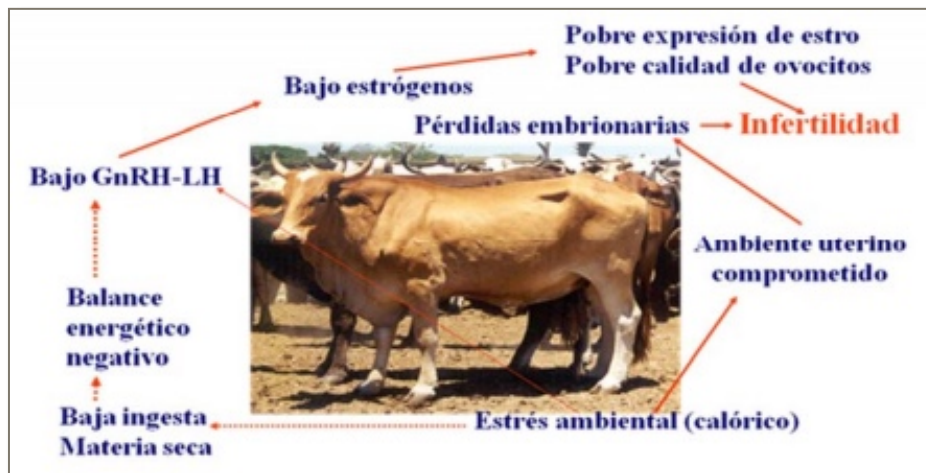 Pobre expresión de estro
Pobre calidad de ovocitos
Bajo estrógenos
Pérdidas embrionarias
Infertilidad
Bajo GnRH-LH
Ambiente uterino
comprometido
Balance
energético
negativo
Baja ingesta
Materia seca
Estrés ambiental (calórico)